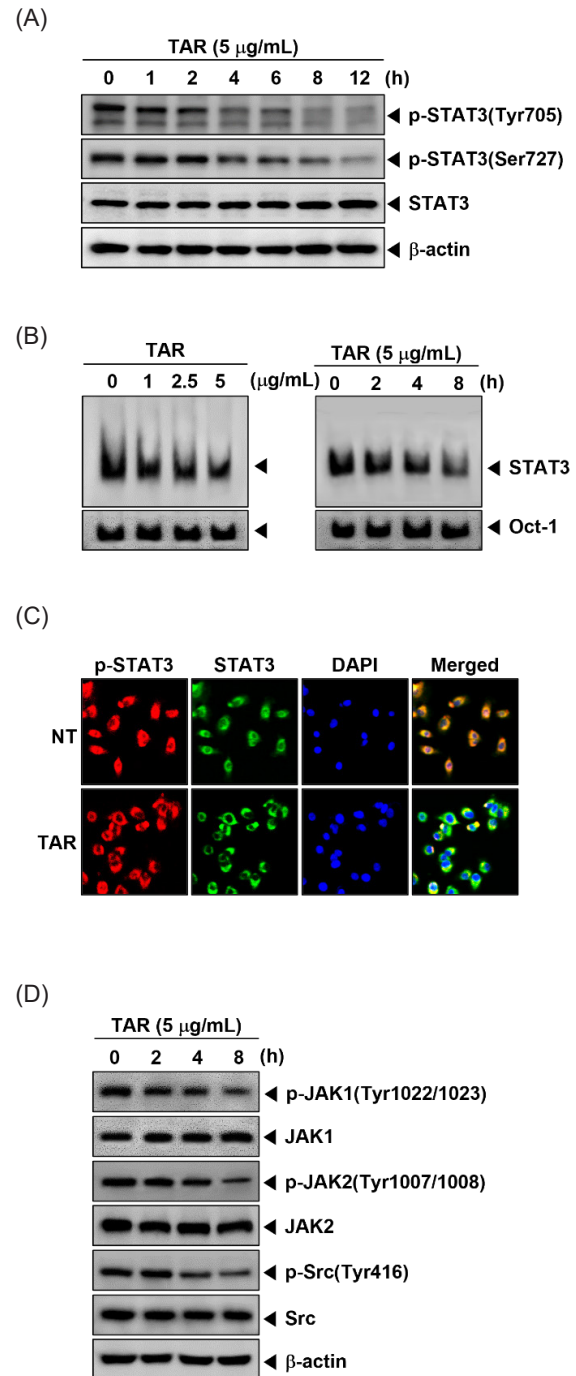 (A)
TAR (5 μg/mL)
0 1 2 4 6 8 12 (h)
p-STAT3(Tyr705)
p-STAT3(Ser727)
STAT3
β-actin
(B)
TAR
0 1 2.5 5 (μg/mL)
TAR (5 μg/mL)
0 2 4 8 (h)
STAT3
Oct-1
(C)
p-STAT3 STAT3 DAPI Merged
NT
TAR
(D)
TAR (5 μg/mL)
0 2 4 8 (h)
p-JAK1(Tyr1022/1023)
JAK1
p-JAK2(Tyr1007/1008)
JAK2
p-Src(Tyr416)
Src
β-actin